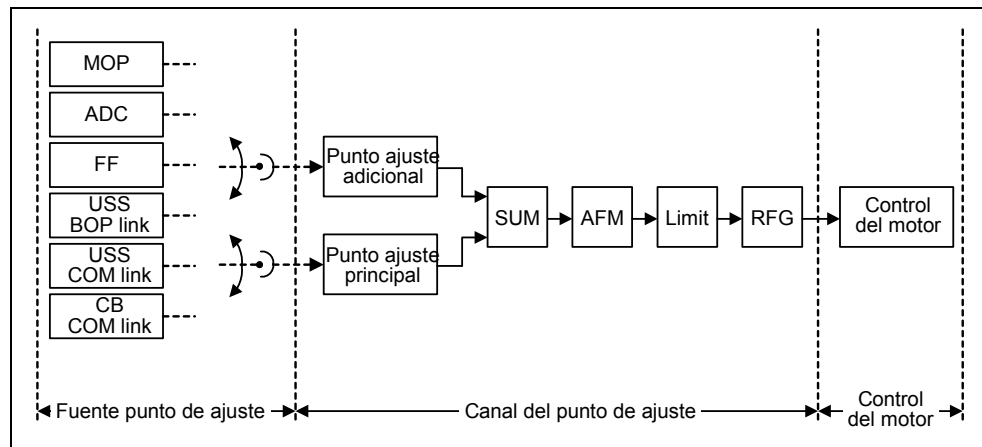 MOP
ADC
FF
USS
BOP link
USS
COM link
CB
COM link
Punto ajuste
adicional
Punto ajuste
principal
SUM
AFM
Limit
RFG
Control
del motor
Fuente punto de ajuste
Canal del punto de ajuste
Control
del motor